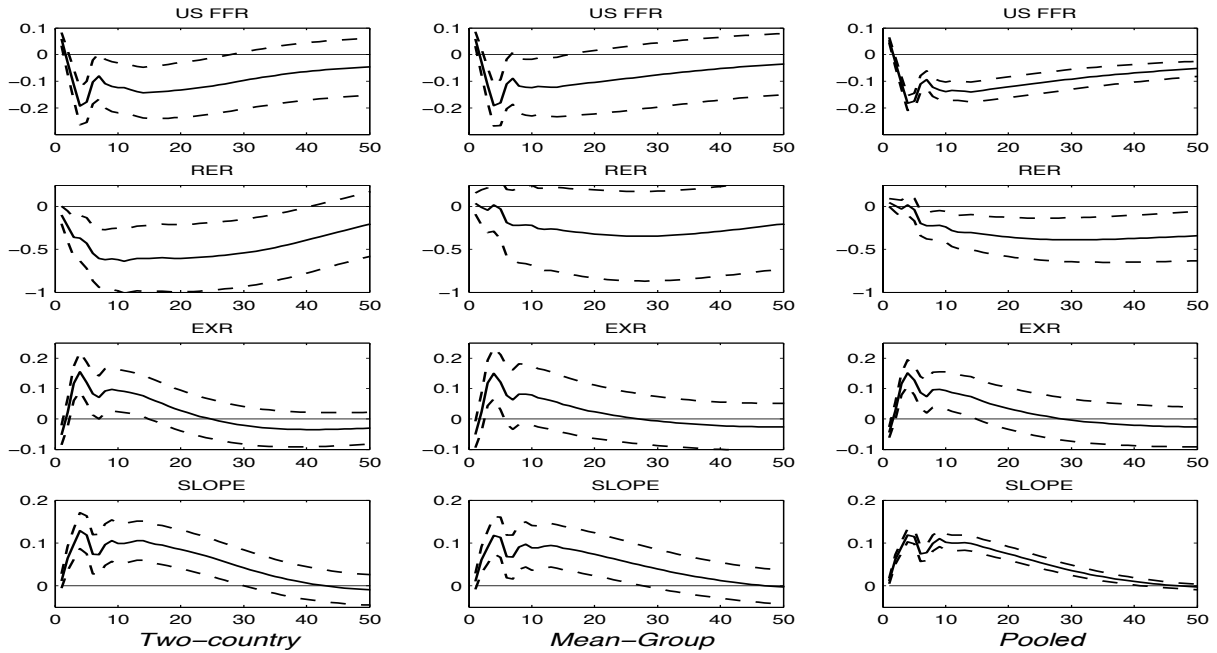 US FFR US FFR US FFR
0.1 0.1 0.1
0 0 0
−0.1 −0.1 −0.1
−0.2 −0.2 −0.2
0 10 20 30 40 50 0 10 20 30 40 50 0 10 20 30 40 50
RER RER RER
0 0 0
−0.5 −0.5 −0.5
−1 −1 −1
0 10 20 30 40 50 0 10 20 30 40 50 0 10 20 30 40 50
EXR EXR EXR
0.2 0.2 0.2
0.1 0.1 0.1
0 0 0
−0.1 −0.1 −0.1
0 10 20 30 40 50 0 10 20 30 40 50 0 10 20 30 40 50
SLOPE SLOPE SLOPE
0.2 0.2 0.2
0.1 0.1 0.1
0 0 0
0 10 20 30 40 50 0 10 20 30 40 50 0 10 20 30 40 50
Two−country Mean−Group Pooled